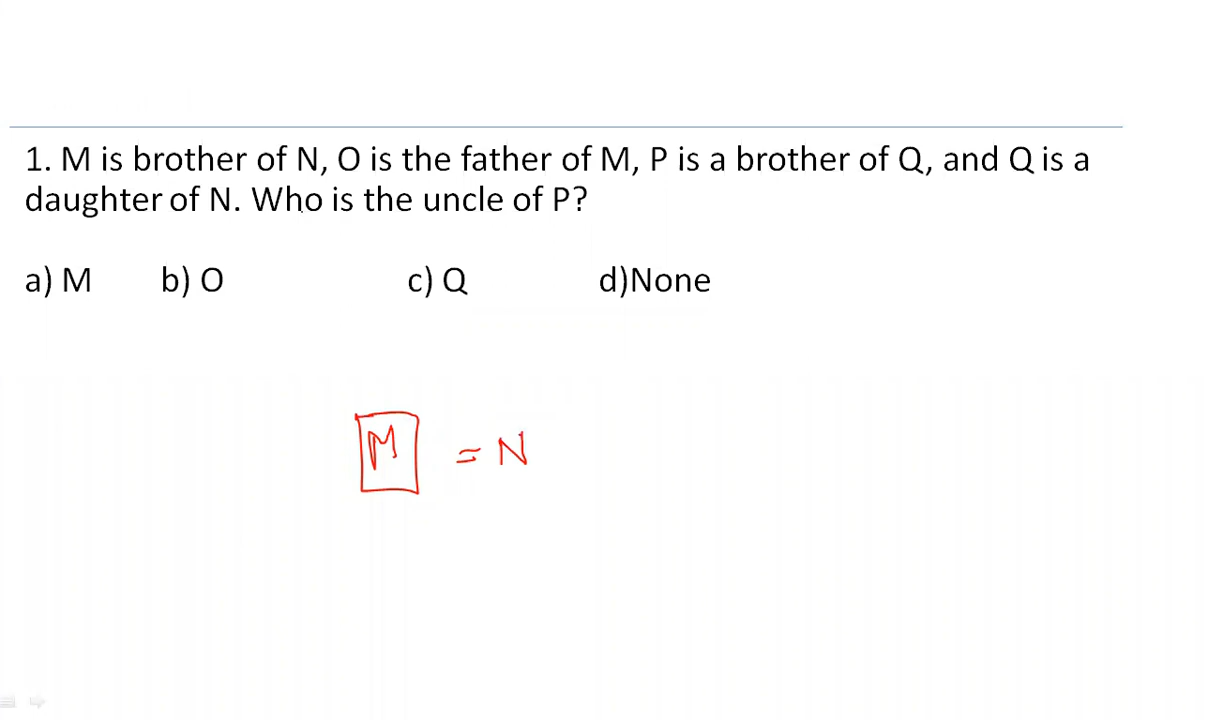 1. M is brother of N, O is the father of M, P is a brother of Q, and Q is a
daughter of N. Who is the uncle of P?
a) M b) O c) Q d)None
M = N